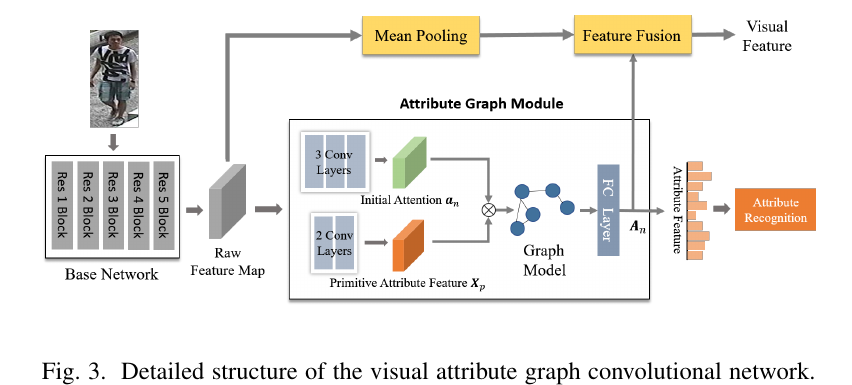 Mean Pooling
Feature Fusion
Visual
Feature
Attribute Graph Module
Res 1 Block
Res 2 Block
Res 3 Block
Res 4 Block
Res 5 Block
Base Network
Raw
Feature Map
3 Conv
Layers
Initial Attention aₙ
2 Conv
Layers
Primitive Attribute Feature Xₚ
Graph
Model
FC Layer
Aₙ
Attribute Feature
Attribute
Recognition
Fig. 3. Detailed structure of the visual attribute graph convolutional network.